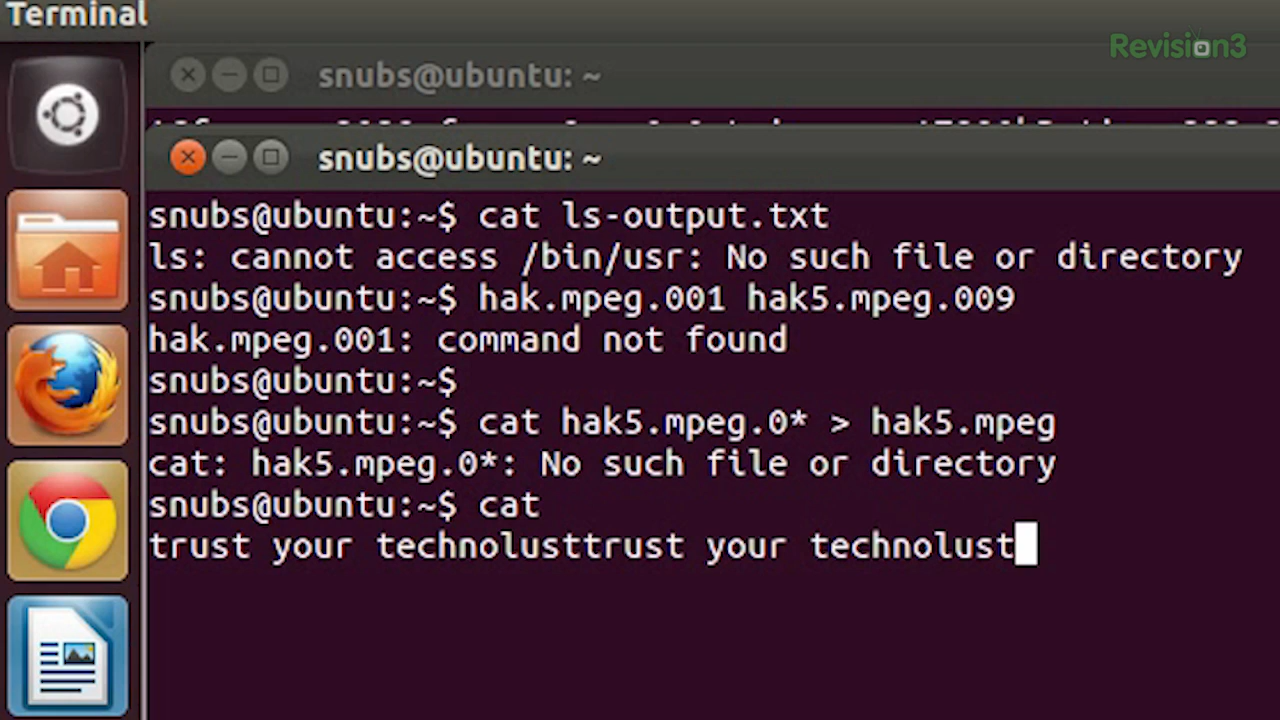 Terminal
Revision3
snubs@ubuntu: ~
snubs@ubuntu: ~
snubs@ubuntu:~$ cat ls-output.txt
ls: cannot access /bin/usr: No such file or directory
snubs@ubuntu:~$ hak.mpeg.001 hak5.mpeg.009
hak.mpeg.001: command not found
snubs@ubuntu:~$
snubs@ubuntu:~$ cat hak5.mpeg.0* > hak5.mpeg
cat: hak5.mpeg.0*: No such file or directory
snubs@ubuntu:~$ cat
trust your technolusttrust your technolust